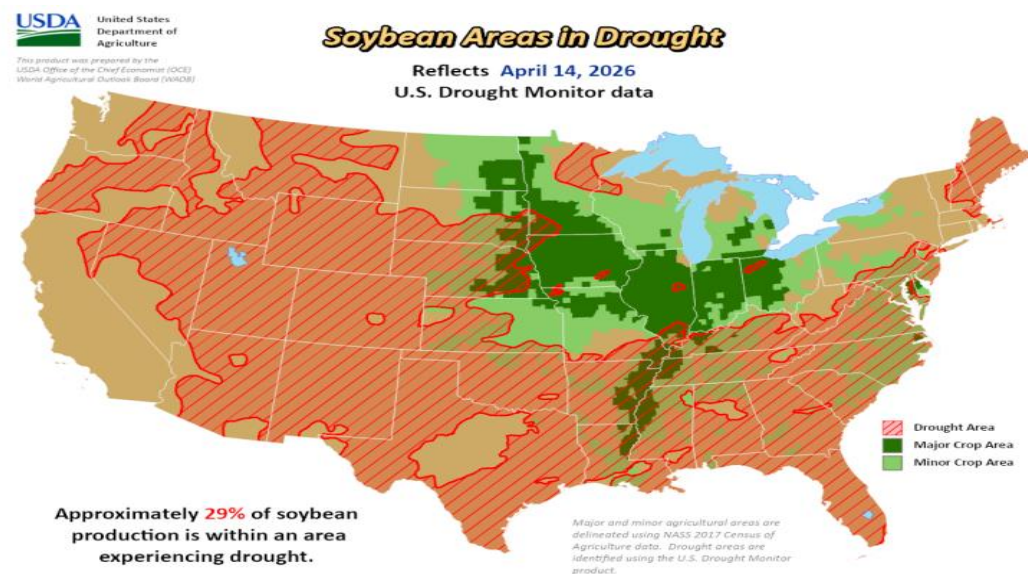 USDA
United States
Department of
Agriculture
This product was prepared by the
USDA Office of the Chief Economist (OCE)
World Agricultural Outlook Board (WAOB)
Soybean Areas in Drought
Reflects April 14, 2026
U.S. Drought Monitor data
Drought Area
Major Crop Area
Minor Crop Area
Approximately 29% of soybean
production is within an area
experiencing drought.
Major and minor agricultural areas are
delineated using NASS 2017 Census of
Agriculture data. Drought areas are
identified using the U.S. Drought Monitor
product.